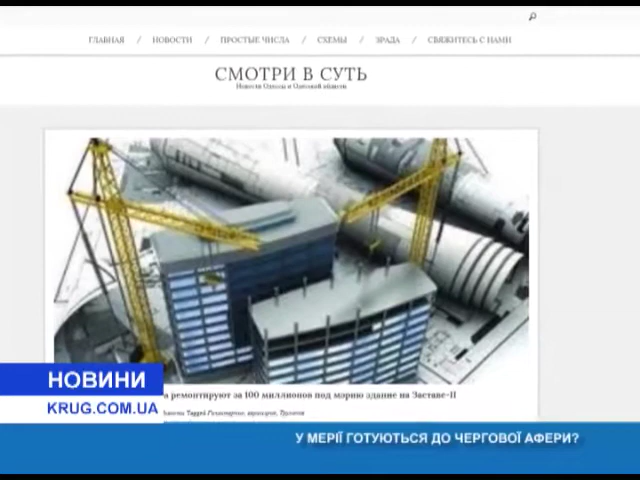 ГЛАВНАЯ / НОВОСТИ / ПРОСТЫЕ ЧИСЛА / СХЕМЫ / ЗРАДА / СВЯЖИТЕСЬ С НАМИ
СМОТРИ В СУТЬ
Новости Одессы и Одесской области
а ремонтируют за 100 миллионов под мэрию здание на Заставе-II
Tagged
НОВИНИ
KRUG.COM.UA
У МЕРІЇ ГОТУЮТЬСЯ ДО ЧЕРГОВОЇ АФЕРИ?